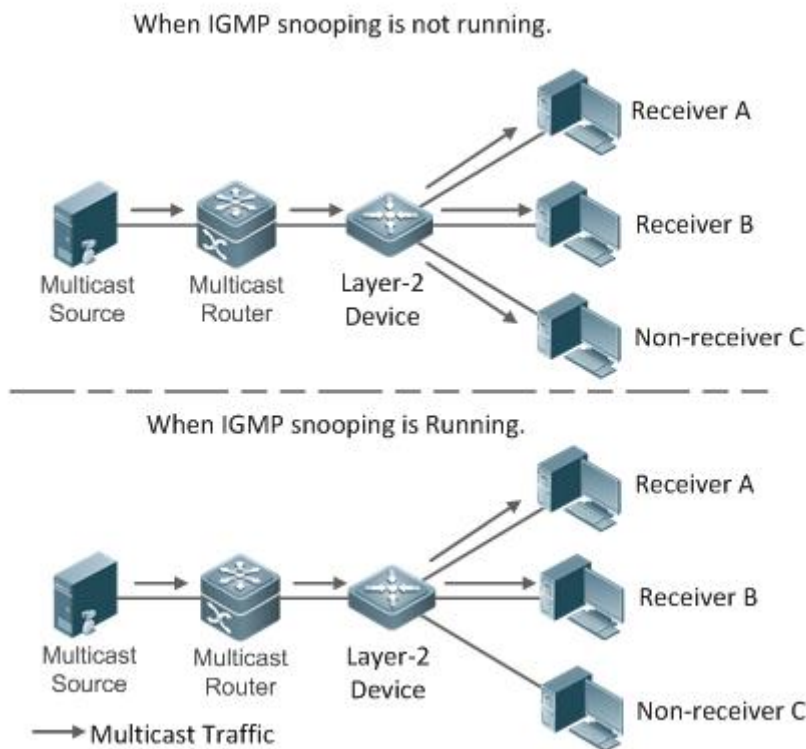 When IGMP snooping is not running.
Receiver A
Receiver B
Multicast
Source
Multicast
Router
Layer-2
Device
Non-receiver C
When IGMP snooping is Running.
Receiver A
Receiver B
Multicast
Source
Multicast
Router
Layer-2
Device
Non-receiver C
Multicast Traffic